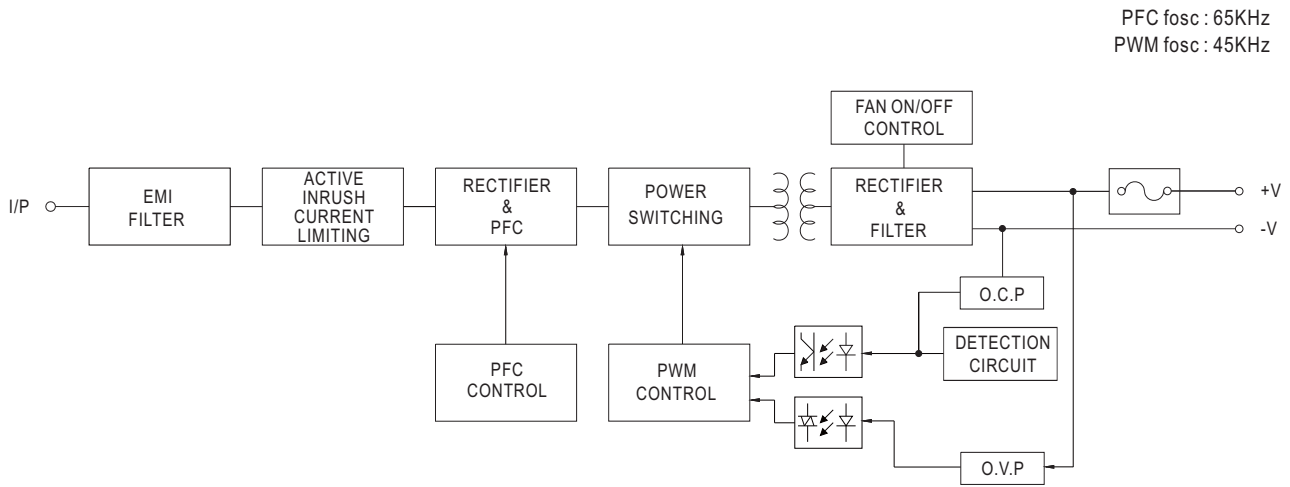 PFC fosc : 65KHz
PWM fosc : 45KHz
FAN ON/OFF
CONTROL
I/P
EMI
FILTER
ACTIVE
INRUSH
CURRENT
LIMITING
RECTIFIER
&
PFC
POWER
SWITCHING
RECTIFIER
&
FILTER
+V
-V
O.C.P
DETECTION
CIRCUIT
PFC
CONTROL
PWM
CONTROL
O.V.P